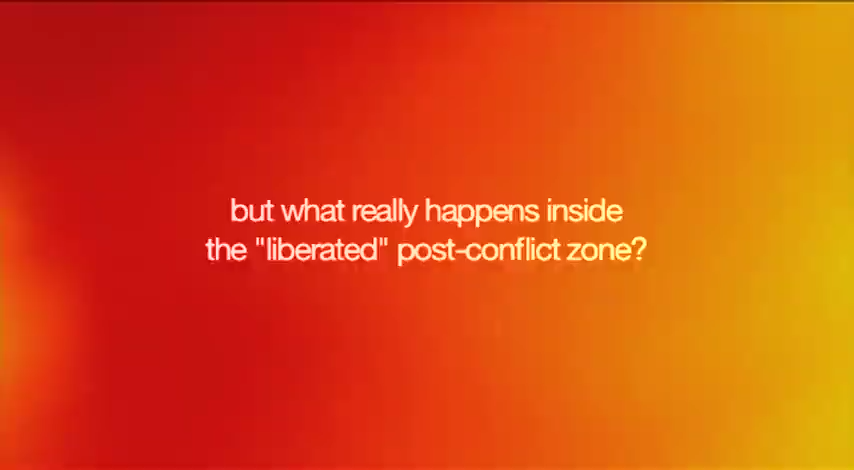 but what really happens inside
the "liberated" post-conflict zone?